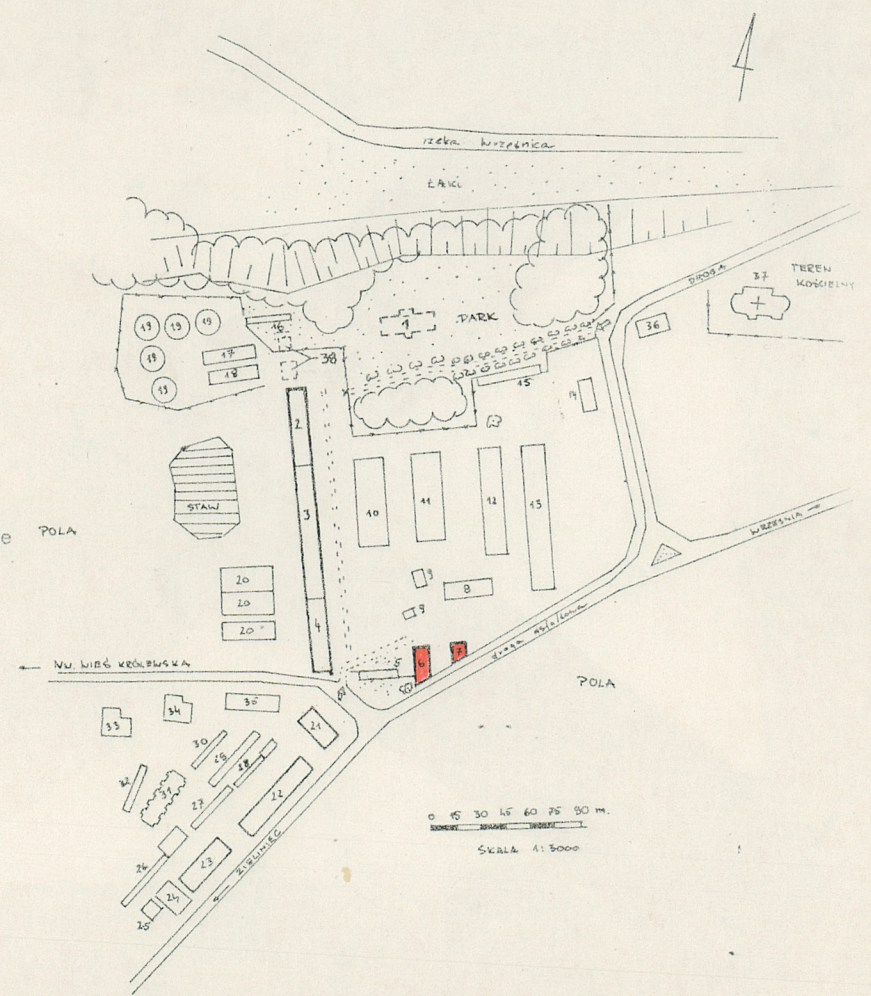 rzeka Wrześnica
ŁĄKI
DROGA
37
TEREN
KOŚCIELNY
1
PARK
36
19 19 19
16
19
17
38
18
19
15
14
2
STAW
3
10
11
12
13
POLA
WRZEŚNIA →
9
8
20
20
20
9
4
droga asfaltowa
← NW. WIEŚ KRÓLEWSKA
5
6
7
POLA
33
34
35
21
30
29
28
32
31
27
22
26
23
24
25
← ZIELINIEC
0 15 30 45 60 75 90 m.
SKALA 1:3000